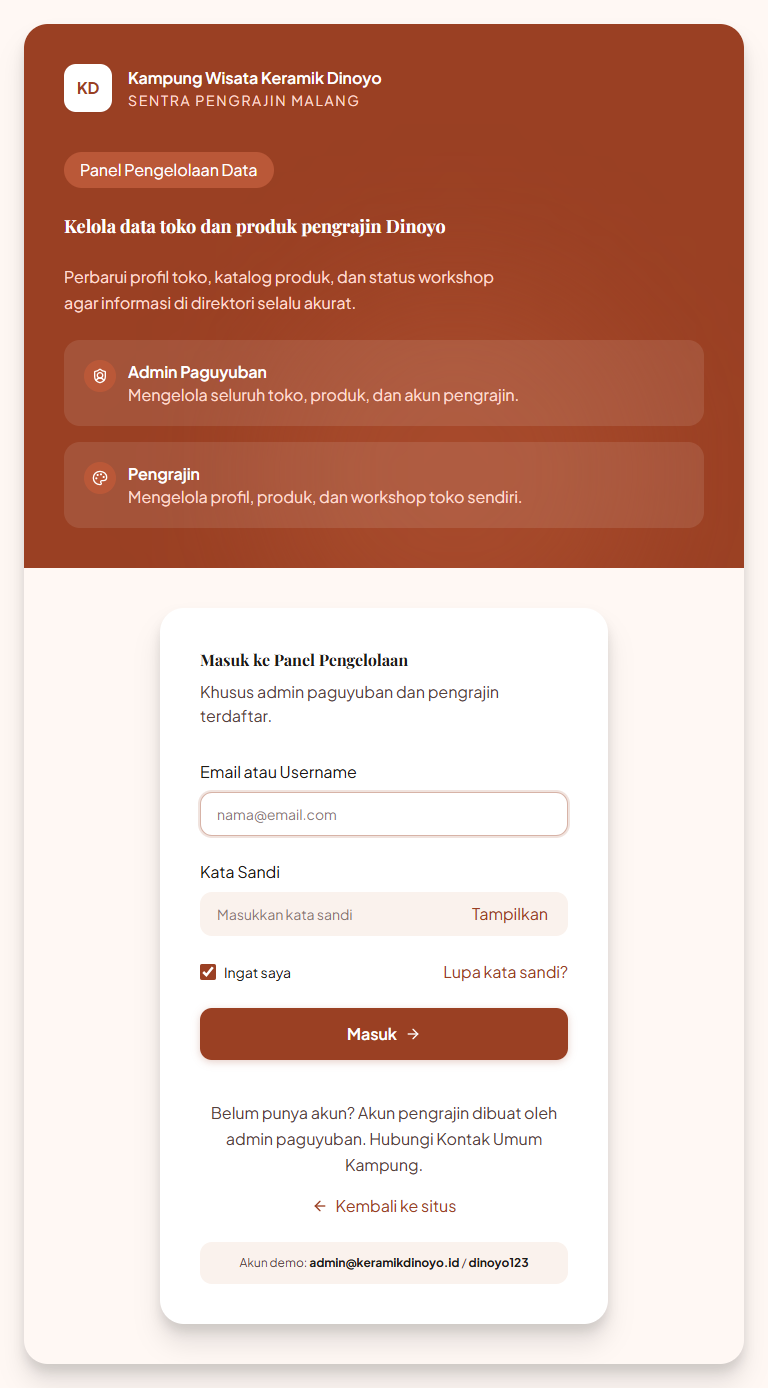 KD
Kampung Wisata Keramik Dinoyo
SENTRA PENGRAJIN MALANG
Panel Pengelolaan Data
Kelola data toko dan produk pengrajin Dinoyo
Perbarui profil toko, katalog produk, dan status workshop
agar informasi di direktori selalu akurat.
Admin Paguyuban
Mengelola seluruh toko, produk, dan akun pengrajin.
Pengrajin
Mengelola profil, produk, dan workshop toko sendiri.
Masuk ke Panel Pengelolaan
Khusus admin paguyuban dan pengrajin
terdaftar.
Email atau Username
nama@email.com
Kata Sandi
Masukkan kata sandi Tampilkan
Ingat saya Lupa kata sandi?
Masuk →
Belum punya akun? Akun pengrajin dibuat oleh
admin paguyuban. Hubungi Kontak Umum
Kampung.
← Kembali ke situs
Akun demo: admin@keramikdinoyo.id / dinoyo123